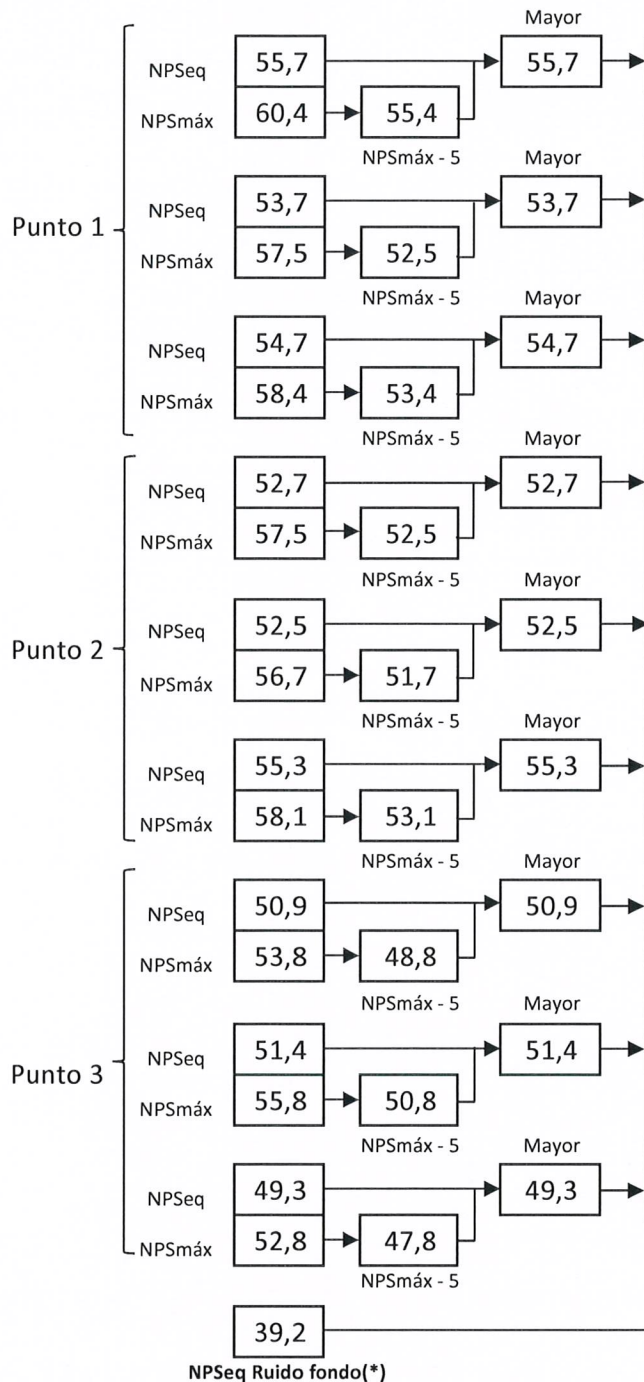 Mayor
NPSeq 55,7 55,7
NPSmáx 60,4 55,4
NPSmáx - 5 Mayor
Punto 1
NPSeq 53,7 53,7
NPSmáx 57,5 52,5
NPSmáx - 5 Mayor
NPSeq 54,7 54,7
NPSmáx 58,4 53,4
NPSmáx - 5 Mayor
NPSeq 52,7 52,7
NPSmáx 57,5 52,5
NPSmáx - 5 Mayor
Punto 2
NPSeq 52,5 52,5
NPSmáx 56,7 51,7
NPSmáx - 5 Mayor
NPSeq 55,3 55,3
NPSmáx 58,1 53,1
NPSmáx - 5 Mayor
NPSeq 50,9 50,9
NPSmáx 53,8 48,8
NPSmáx - 5 Mayor
Punto 3
NPSeq 51,4 51,4
NPSmáx 55,8 50,8
NPSmáx - 5 Mayor
NPSeq 49,3 49,3
NPSmáx 52,8 47,8
NPSmáx - 5
39,2
NPSeq Ruido fondo(*)